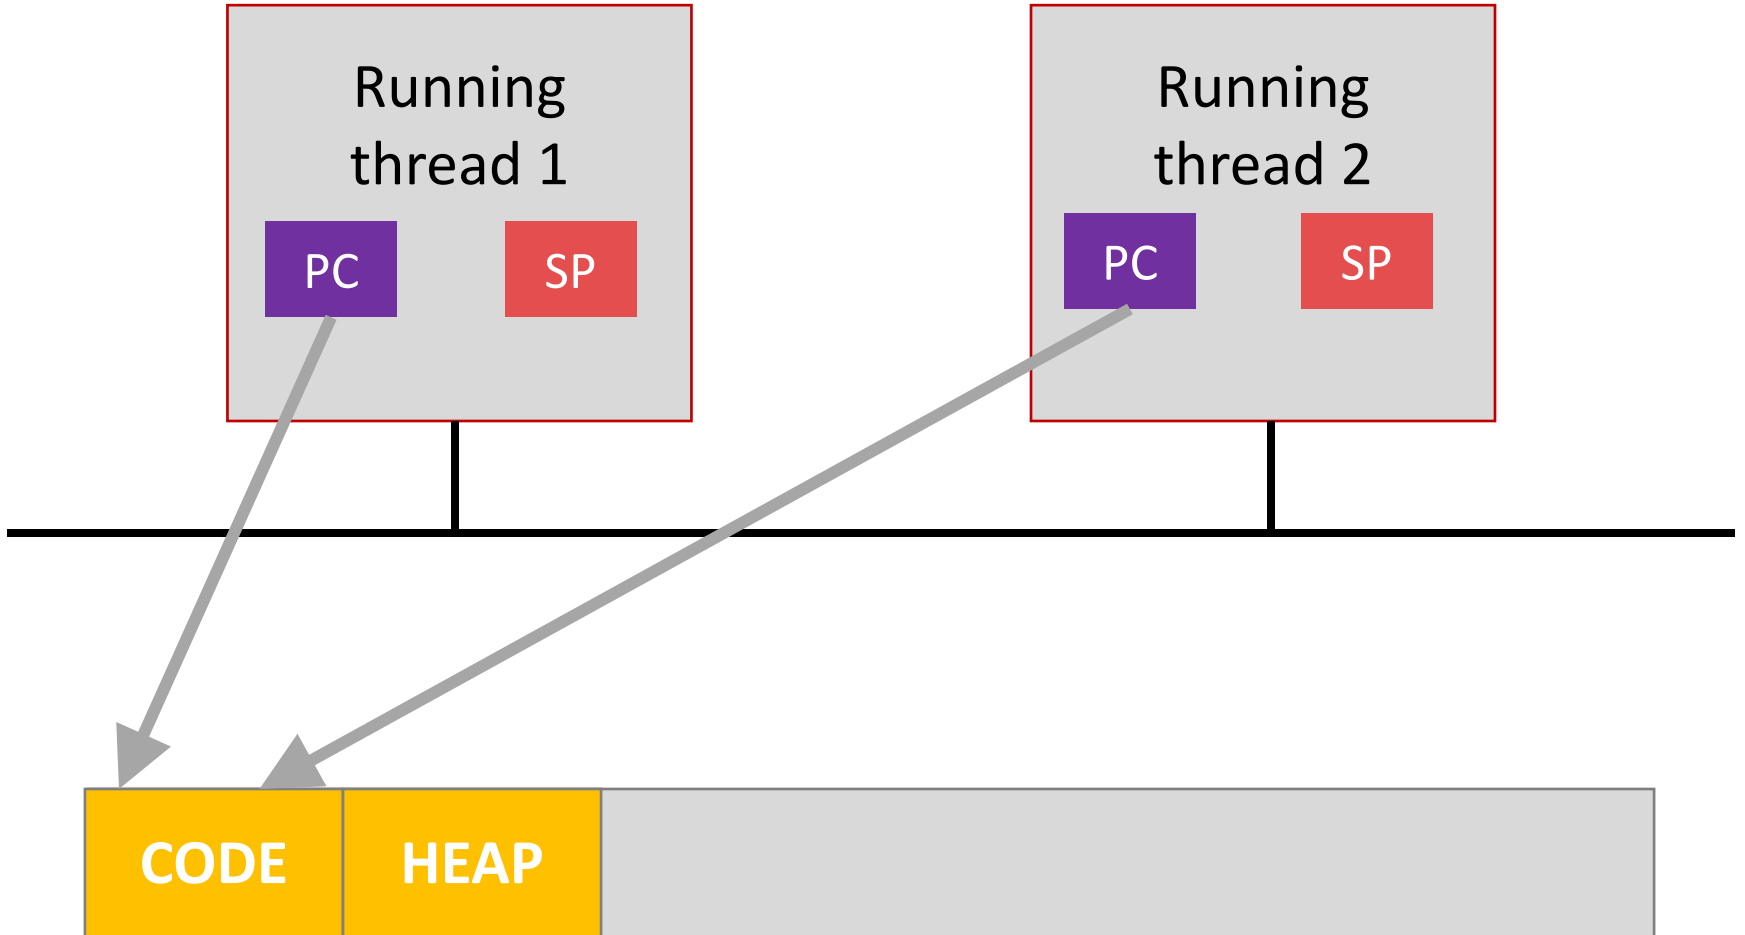 Running
thread 1
PC
SP
Running
thread 2
PC
SP
CODE
HEAP